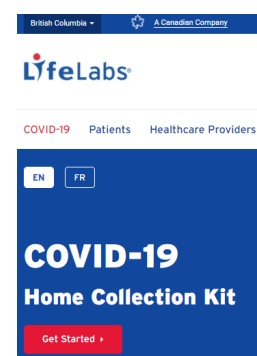 British Columbia A Canadian Company
LifeLabs
COVID-19 Patients Healthcare Providers
EN FR
COVID-19
Home Collection Kit
Get Started